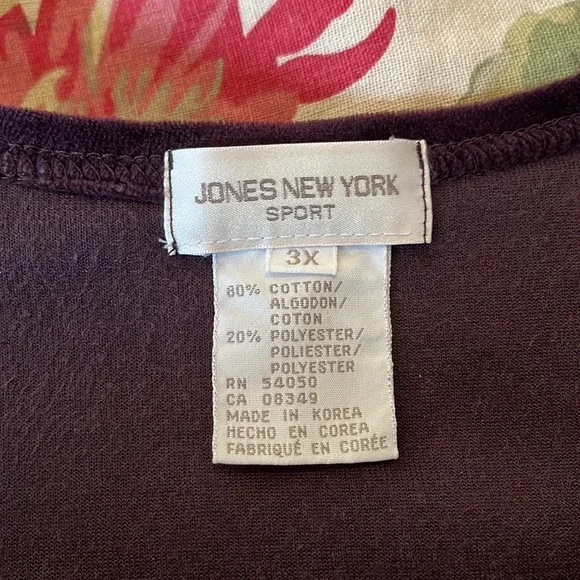 JONES NEW YORK
SPORT
3X
80% COTTON/
ALGODON/
COTON
20% POLYESTER/
POLIESTER/
POLYESTER
RN 54050
CA 08349
MADE IN KOREA
HECHO EN COREA
FABRIQUÉ EN CORÉE